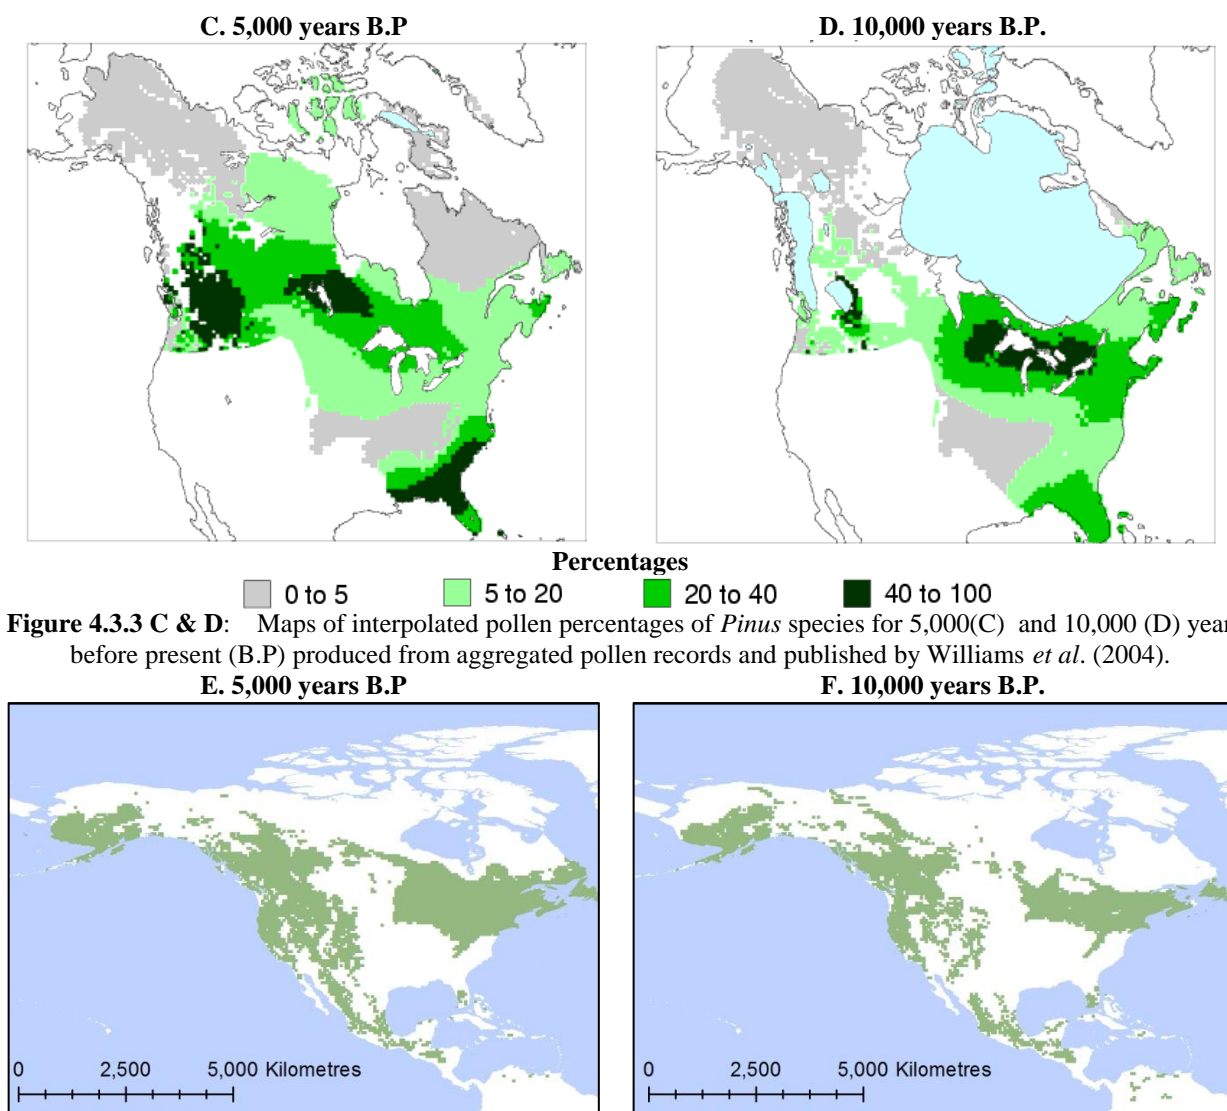 C. 5,000 years B.P
D. 10,000 years B.P.
Percentages
0 to 5
5 to 20
20 to 40
40 to 100
Figure 4.3.3 C & D: Maps of interpolated pollen percentages of Pinus species for 5,000(C) and 10,000 (D) year
before present (B.P) produced from aggregated pollen records and published by Williams et al. (2004).
E. 5,000 years B.P
F. 10,000 years B.P.
0 2,500 5,000 Kilometres
0 2,500 5,000 Kilometres